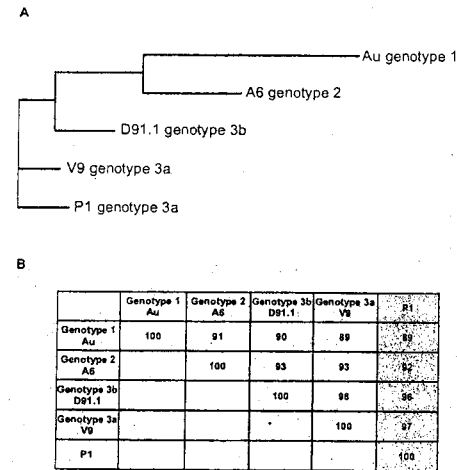 A
Au genotype 1
A6 genotype 2
D91.1 genotype 3b
V9 genotype 3a
P1 genotype 3a
B
Genotype 1 Au Genotype 2 A6 Genotype 3b D91.1 Genotype 3a V9 P1
Genotype 1 Au 100 91 90 89 89
Genotype 2 A6 100 93 93 92
Genotype 3b D91.1 100 96 96
Genotype 3a V9 100 97
P1 100